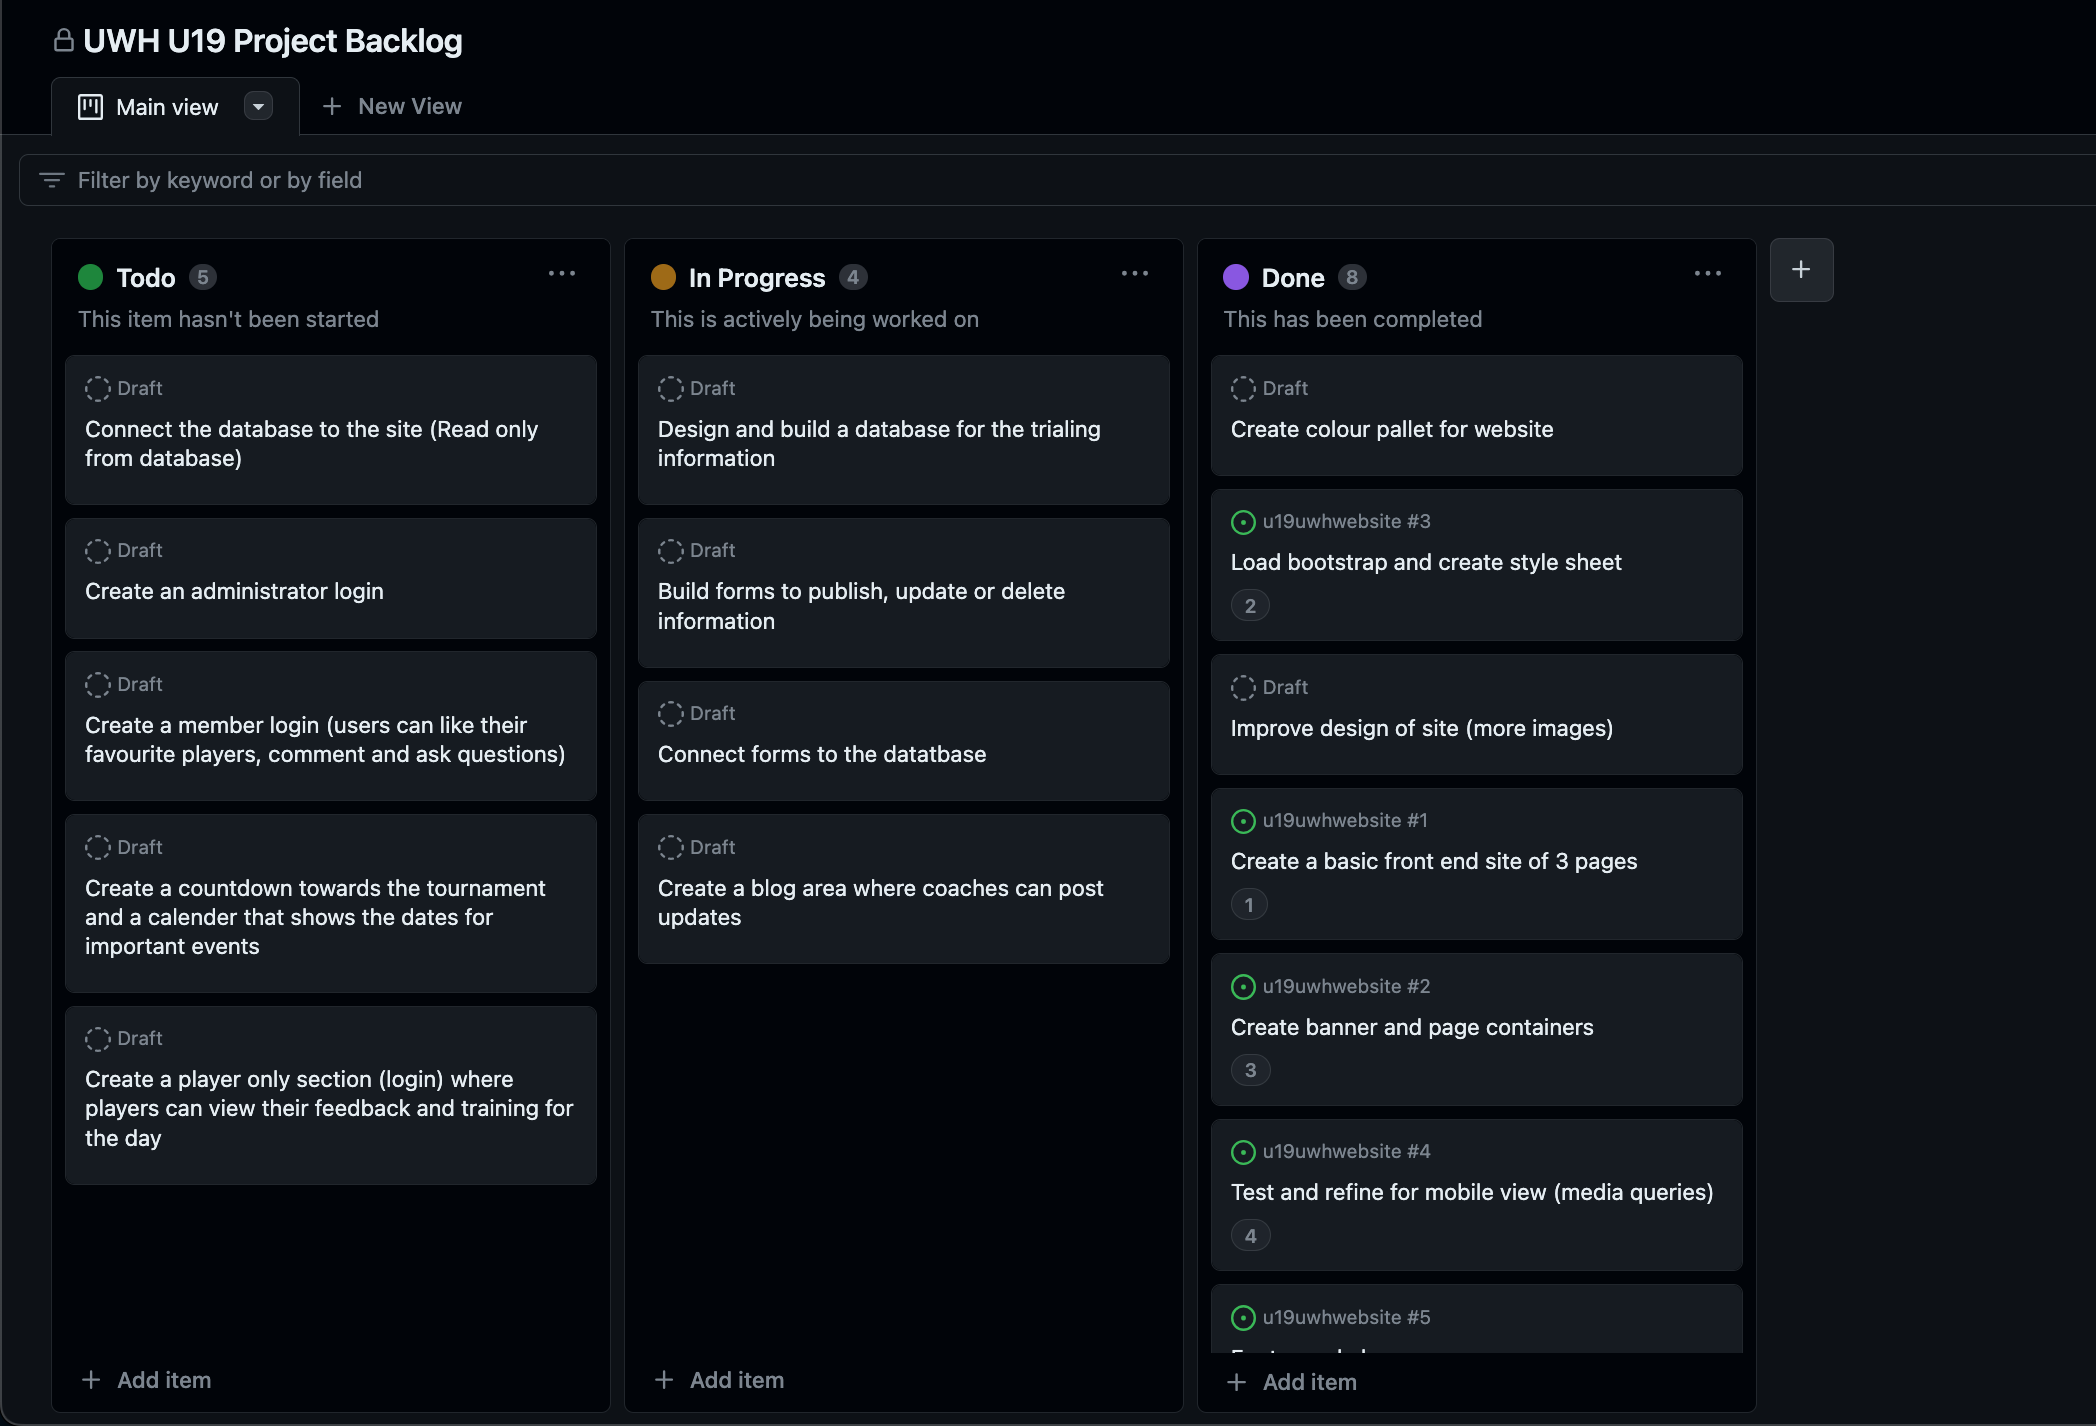 UWH U19 Project Backlog
Main view
New View
Filter by keyword or by field
Todo 5
This item hasn't been started
Draft
Connect the database to the site (Read only
from database)
Draft
Create an administrator login
Draft
Create a member login (users can like their
favourite players, comment and ask questions)
Draft
Create a countdown towards the tournament
and a calender that shows the dates for
important events
Draft
Create a player only section (login) where
players can view their feedback and training for
the day
Add item
In Progress 4
This is actively being worked on
Draft
Design and build a database for the trialing
information
Draft
Build forms to publish, update or delete
information
Draft
Connect forms to the datatbase
Draft
Create a blog area where coaches can post
updates
Add item
Done 8
This has been completed
Draft
Create colour pallet for website
u19uwhwebsite #3
Load bootstrap and create style sheet
2
Draft
Improve design of site (more images)
u19uwhwebsite #1
Create a basic front end site of 3 pages
1
u19uwhwebsite #2
Create banner and page containers
3
u19uwhwebsite #4
Test and refine for mobile view (media queries)
4
u19uwhwebsite #5
Add item